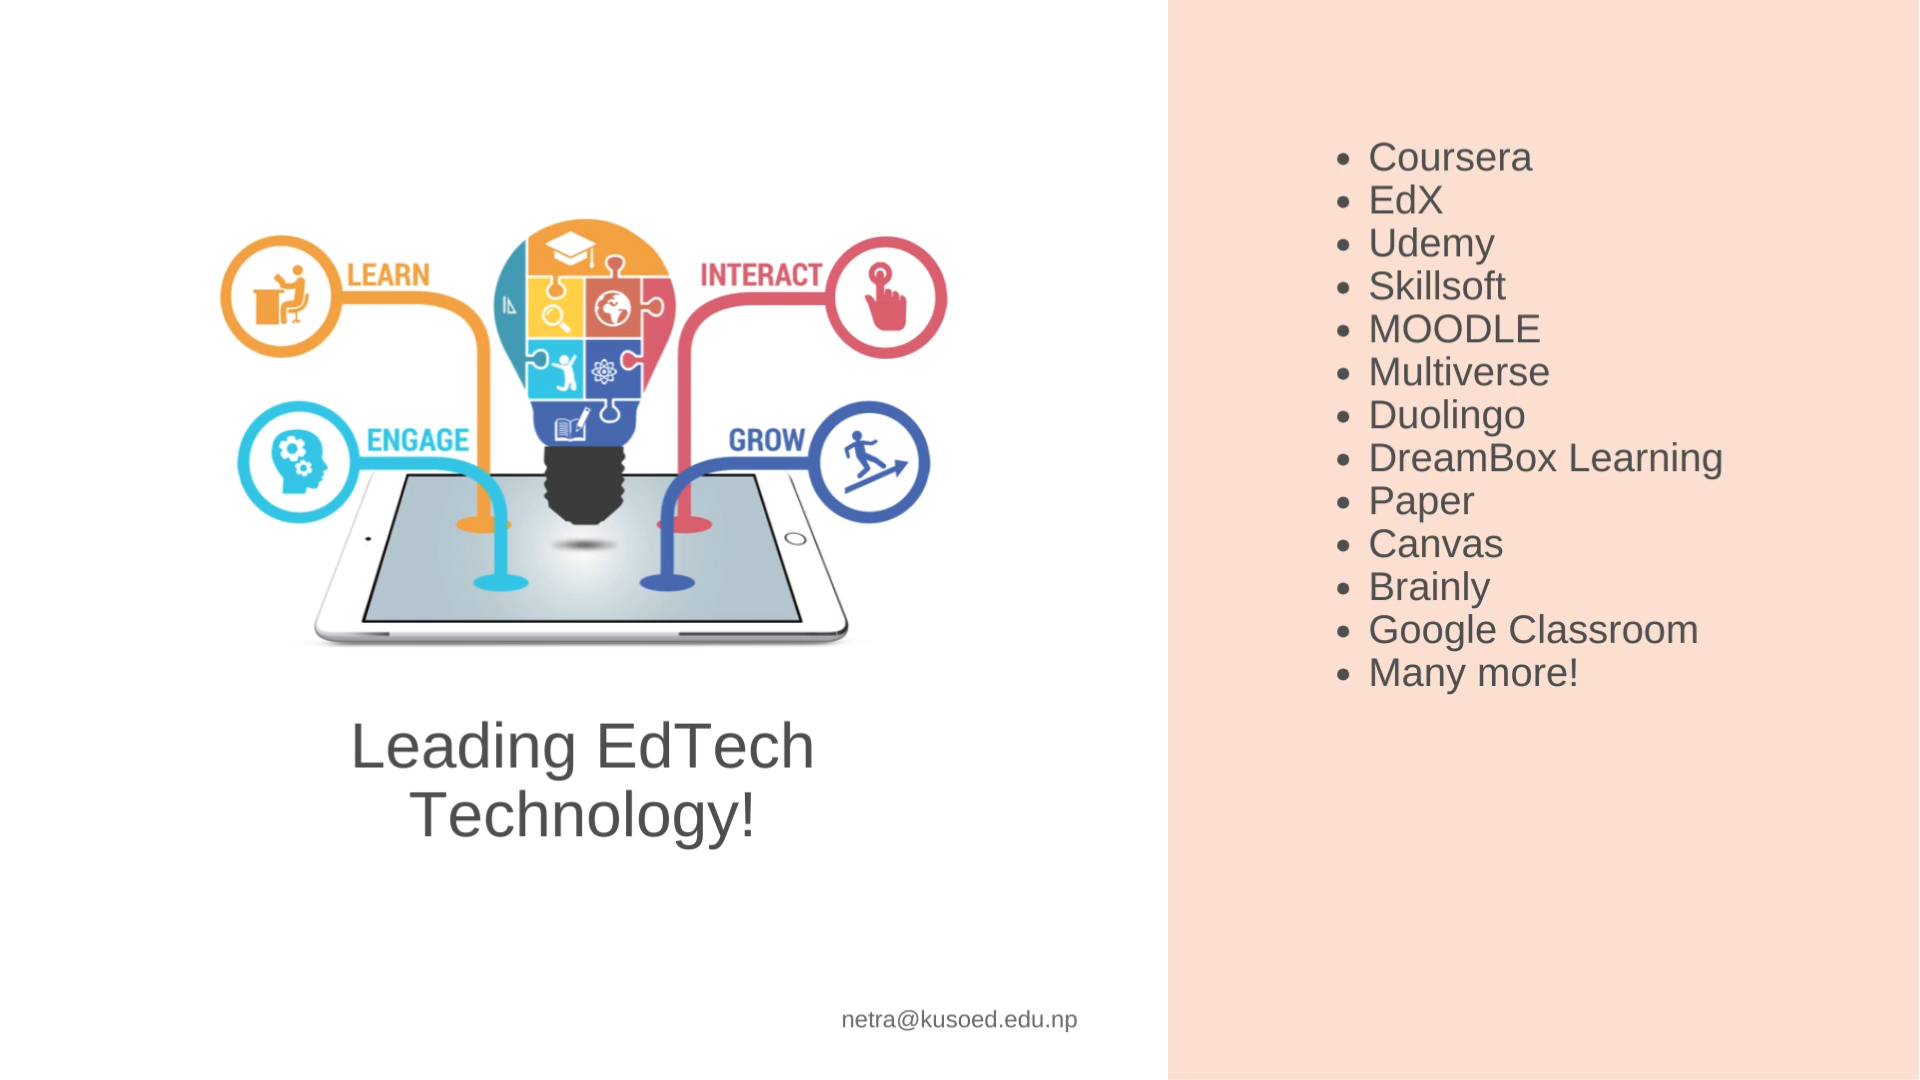 LEARN
INTERACT
ENGAGE
GROW
Leading EdTech
Technology!
netra@kusoed.edu.np
• Coursera
• EdX
• Udemy
• Skillsoft
• MOODLE
• Multiverse
• Duolingo
• DreamBox Learning
• Paper
• Canvas
• Brainly
• Google Classroom
• Many more!